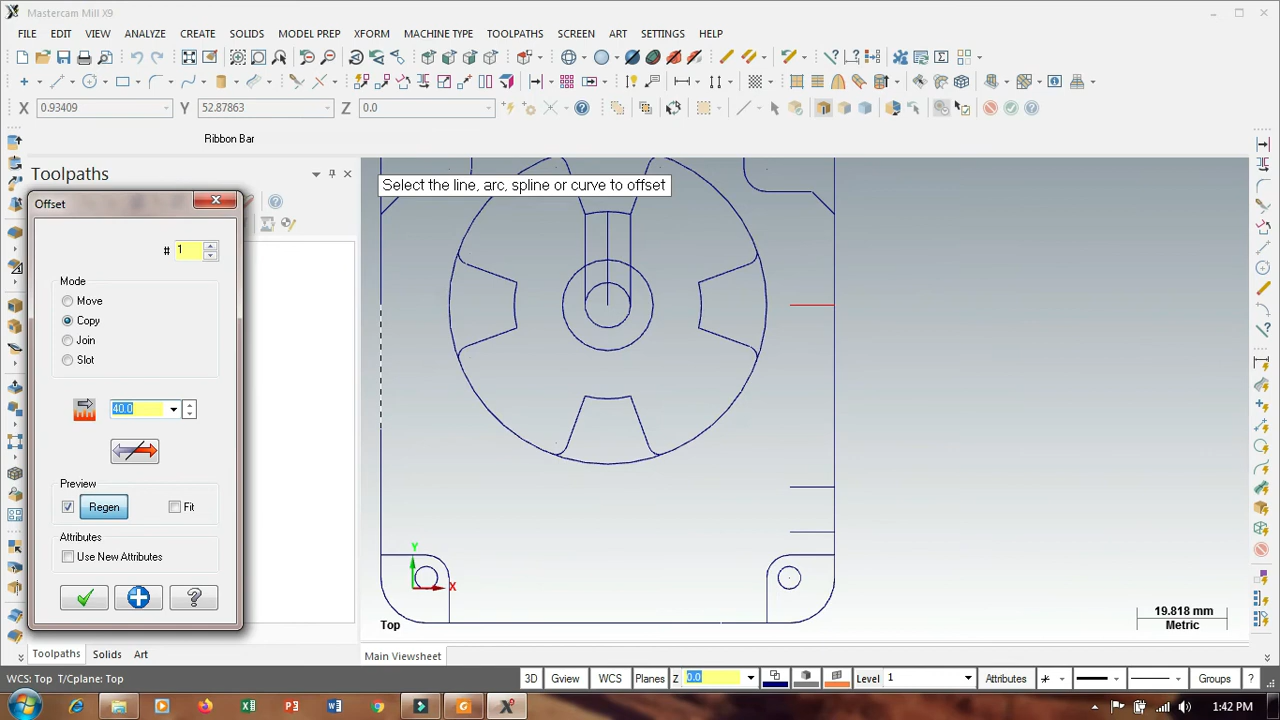 Mastercam Mill X9
FILE EDIT VIEW ANALYZE CREATE SOLIDS MODEL PREP XFORM MACHINE TYPE TOOLPATHS SCREEN ART SETTINGS HELP
X 0.93409 Y 52.87863 Z 0.0
Ribbon Bar
Toolpaths
Select the line, arc, spline or curve to offset
Offset
# 1
Mode
Move
Copy
Join
Slot
40.0
Preview
Regen Fit
Attributes
Use New Attributes
Y
X
Top
19.818 mm
Metric
Toolpaths Solids Art
Main Viewsheet
WCS: Top T/Cplane: Top
3D Gview WCS Planes Z 0.0 Level 1 Attributes Groups ?
1:42 PM